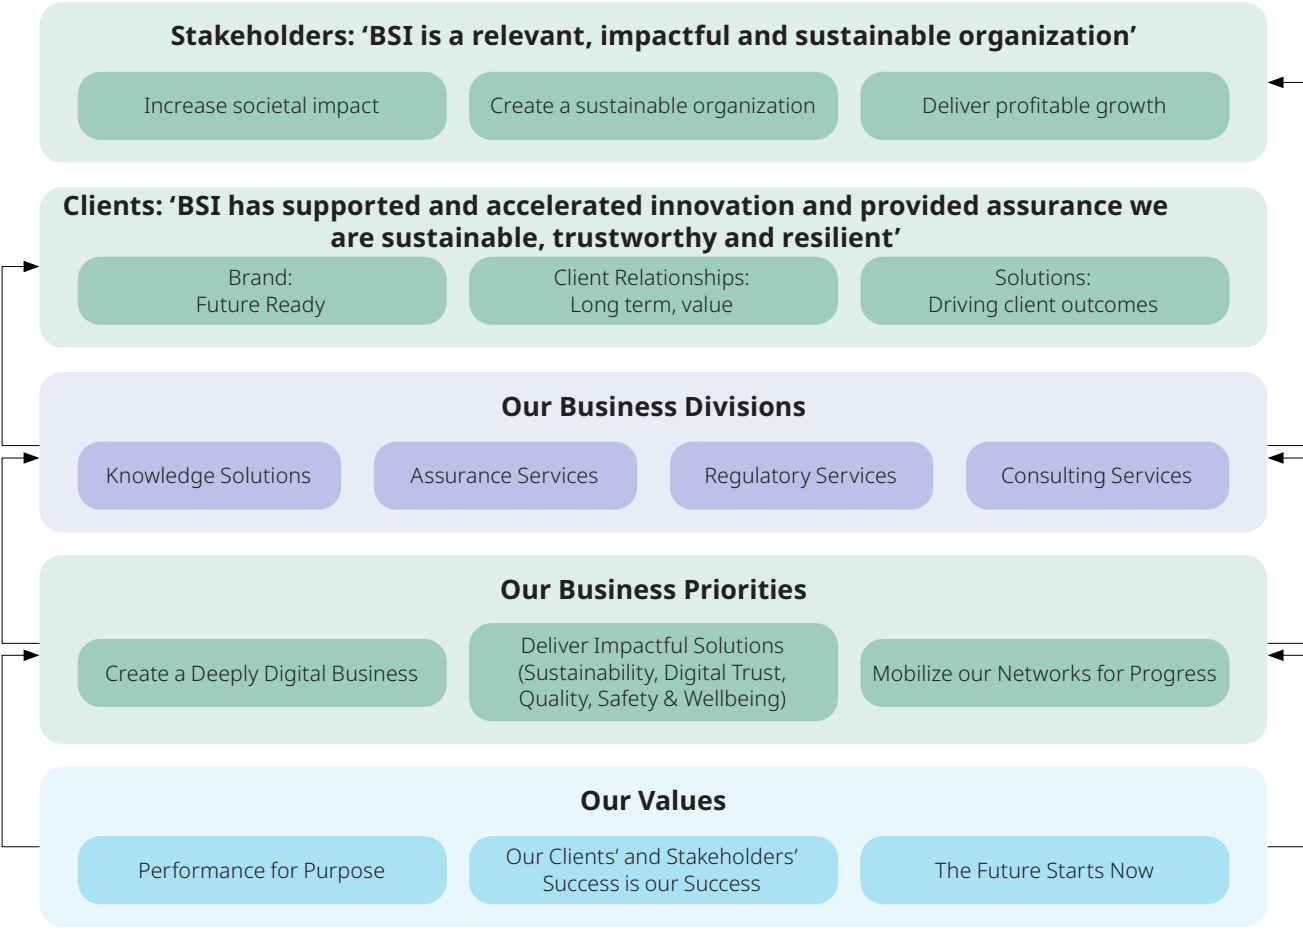 Stakeholders: ‘BSI is a relevant, impactful and sustainable organization’
Increase societal impact
Create a sustainable organization
Deliver profitable growth
Clients: ‘BSI has supported and accelerated innovation and provided assurance we
are sustainable, trustworthy and resilient’
Brand:
Future Ready
Client Relationships:
Long term, value
Solutions:
Driving client outcomes
Our Business Divisions
Knowledge Solutions
Assurance Services
Regulatory Services
Consulting Services
Our Business Priorities
Create a Deeply Digital Business
Deliver Impactful Solutions
(Sustainability, Digital Trust,
Quality, Safety & Wellbeing)
Mobilize our Networks for Progress
Our Values
Performance for Purpose
Our Clients’ and Stakeholders’
Success is our Success
The Future Starts Now